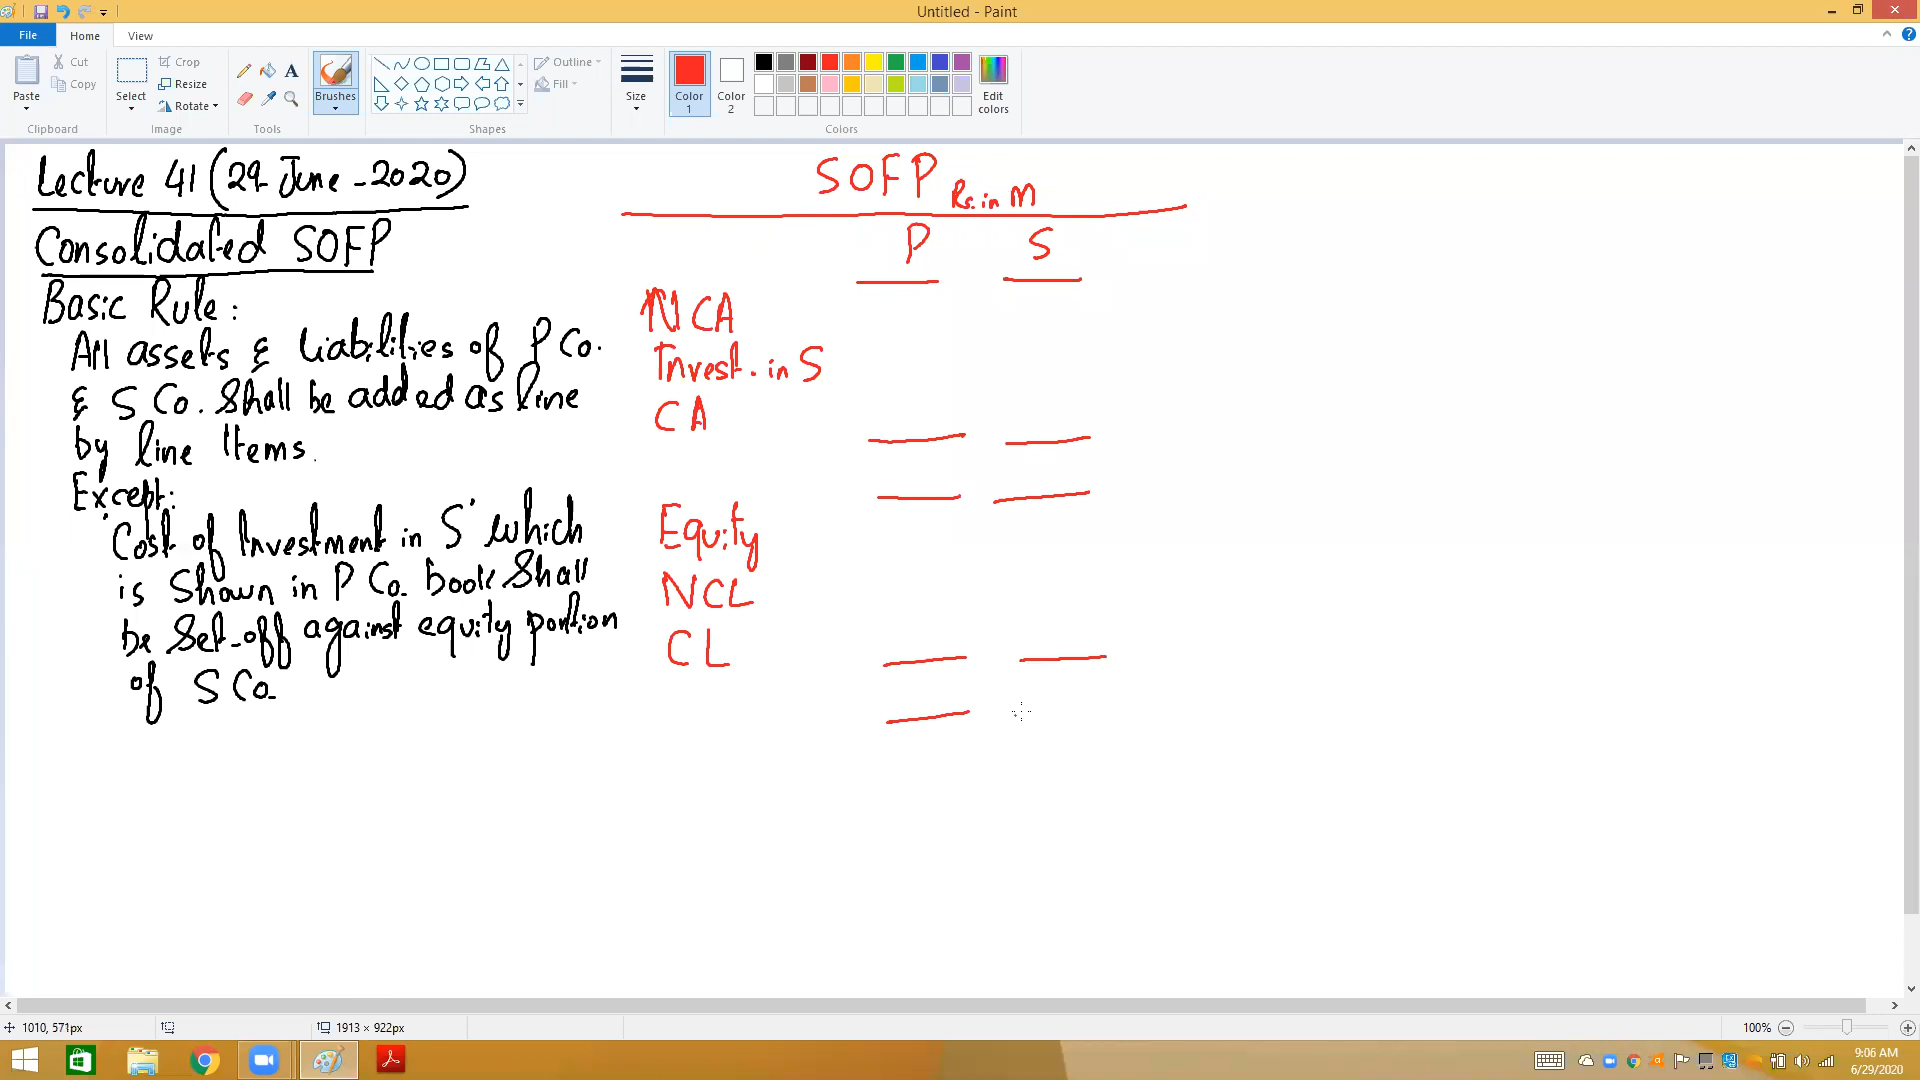 Untitled - Paint
File
Home
View
Paste
Cut
Copy
Clipboard
Select
Crop
Resize
Rotate
Image
Tools
Brushes
Shapes
Outline
Fill
Size
Color 1
Color 2
Edit colors
Colors
Lecture 41 (29 June - 2020)
Consolidated SOFP
Basic Rule :
All assets & Liabilities of P Co.
& S Co. Shall be added as line
by line Items.
Except:
'Cost of Investment in S' which
is Shown in P Co. book Shall
be Set-off against equity portion
of S Co.
SOFP Rs. in M
P S
NCA
Invest. in S
CA
Equity
NCL
CL
1010, 571px
1913 × 922px
100%
9:06 AM
6/29/2020